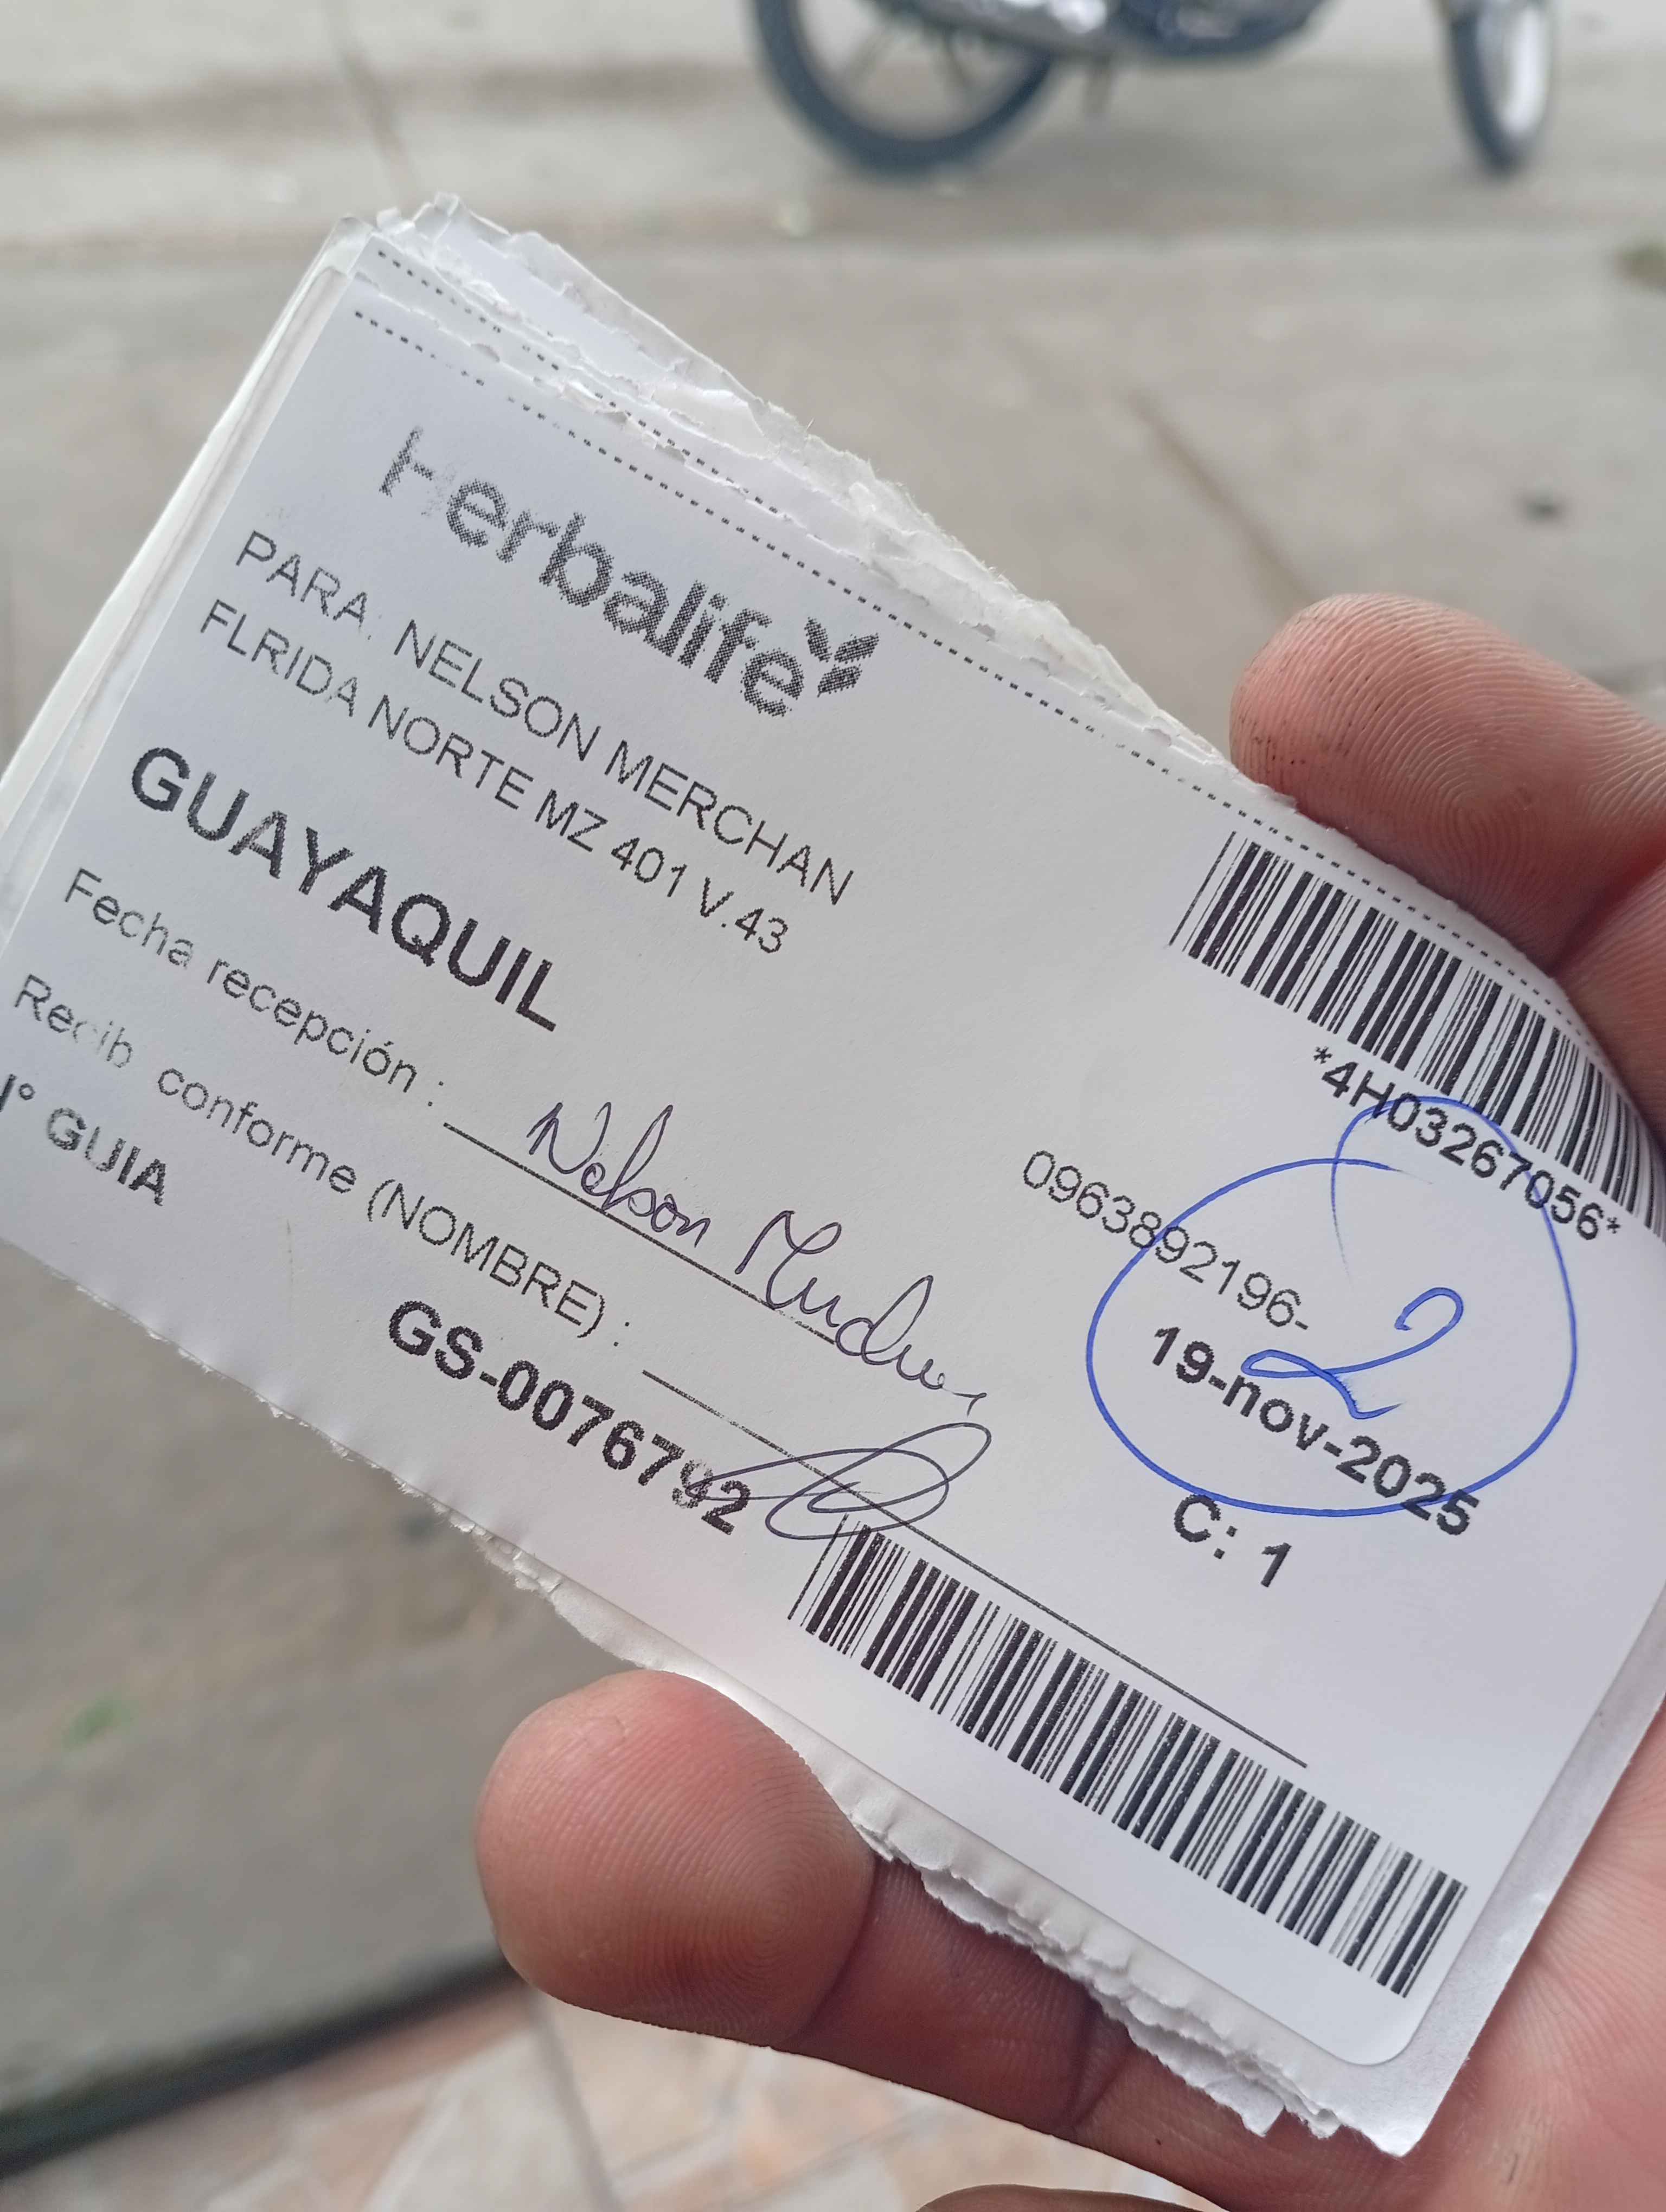 Herbalife
PARA: NELSON MERCHAN
FLRIDA NORTE MZ 401 V.43
GUAYAQUIL
*4H03267056*
0963892196-
2
19-nov-2025
C: 1
Fecha recepción :
Nelson
Recib conforme (NOMBRE) :
N° GUIA
GS-0076792